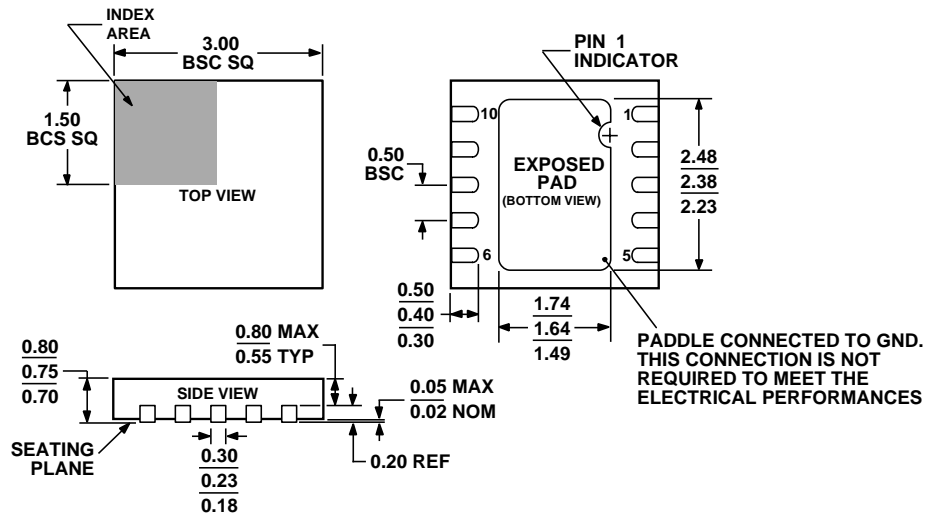 INDEX
AREA
3.00
BSC SQ
1.50
BCS SQ
TOP VIEW
PIN 1
INDICATOR
10
1
0.50
BSC
EXPOSED
PAD
(BOTTOM VIEW)
2.48
2.38
2.23
6
5
0.50
0.40
0.30
1.74
1.64
1.49
PADDLE CONNECTED TO GND.
THIS CONNECTION IS NOT
REQUIRED TO MEET THE
ELECTRICAL PERFORMANCES
0.80
0.75
0.70
0.80 MAX
0.55 TYP
SIDE VIEW
0.05 MAX
0.02 NOM
SEATING
PLANE
0.30
0.23
0.18
0.20 REF